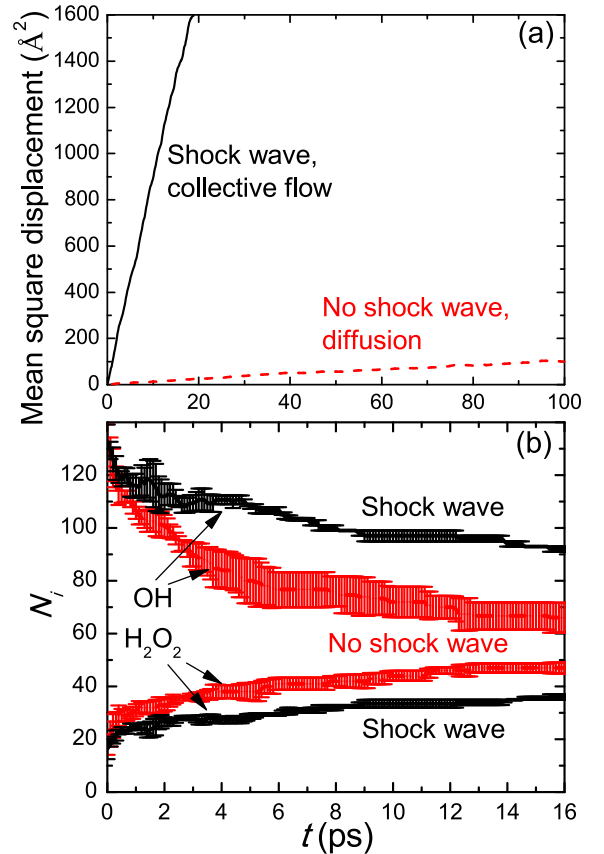 (a)
Mean square displacement (Å²)
1600
1400
1200
1000
800
600
400
200
0
Shock wave,
collective flow
No shock wave,
diffusion
0 20 40 60 80 100
(b)
N_i
120
100
80
60
40
20
0
Shock wave
OH
H₂O₂
No shock wave
Shock wave
0 2 4 6 8 10 12 14 16
t (ps)